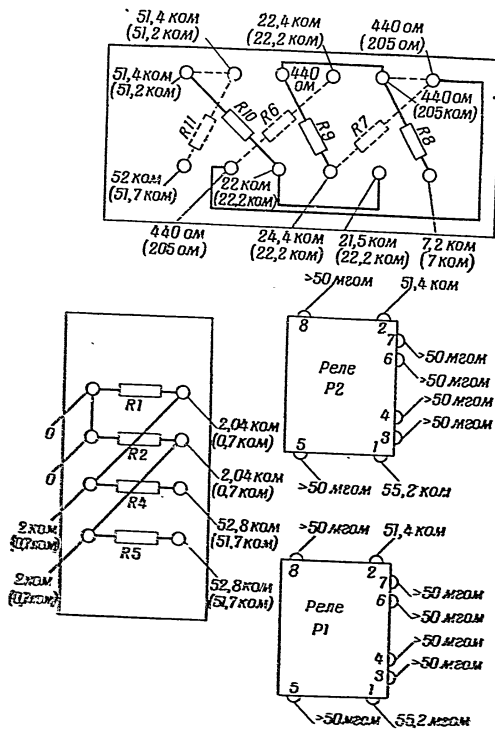 51,4 ком
(51,2 ком)
22,4 ком
(22,2 ком)
440 ом
(205 ом)
51,4 ком
(51,2 ком)
440
ом
440 ом
(205ком)
R11
R10
R6
R9
R7
R8
52 ком
(51,7 ком)
22 ком
(22,2 ком)
440 ом
(205 ом)
24,4 ком
(22,2 ком)
21,5 ком
(22,2 ком)
7,2 ком
(7 ком)
>50 мгом
51,4 ком
8
2
7
>50 мгом
6
>50 мгом
Реле
P2
4
>50 мгом
3
>50 мгом
5
1
>50 мгом
55,2 ком
0
R1
2,04 ком
(0,7 ком)
0
R2
2,04 ком
(0,7 ком)
2 ком
(0,7 ком)
R4
52,8 ком
(51,7 ком)
2 ком
(0,7 ком)
R5
52,8 ком
(51,7 ком)
>50 мгом
51,4 ком
8
2
7
>50 мгом
6
>50 мгом
Реле
P1
4
>50 мгом
3
>50 мгом
5
1
>50 мгом
55,2 мгом